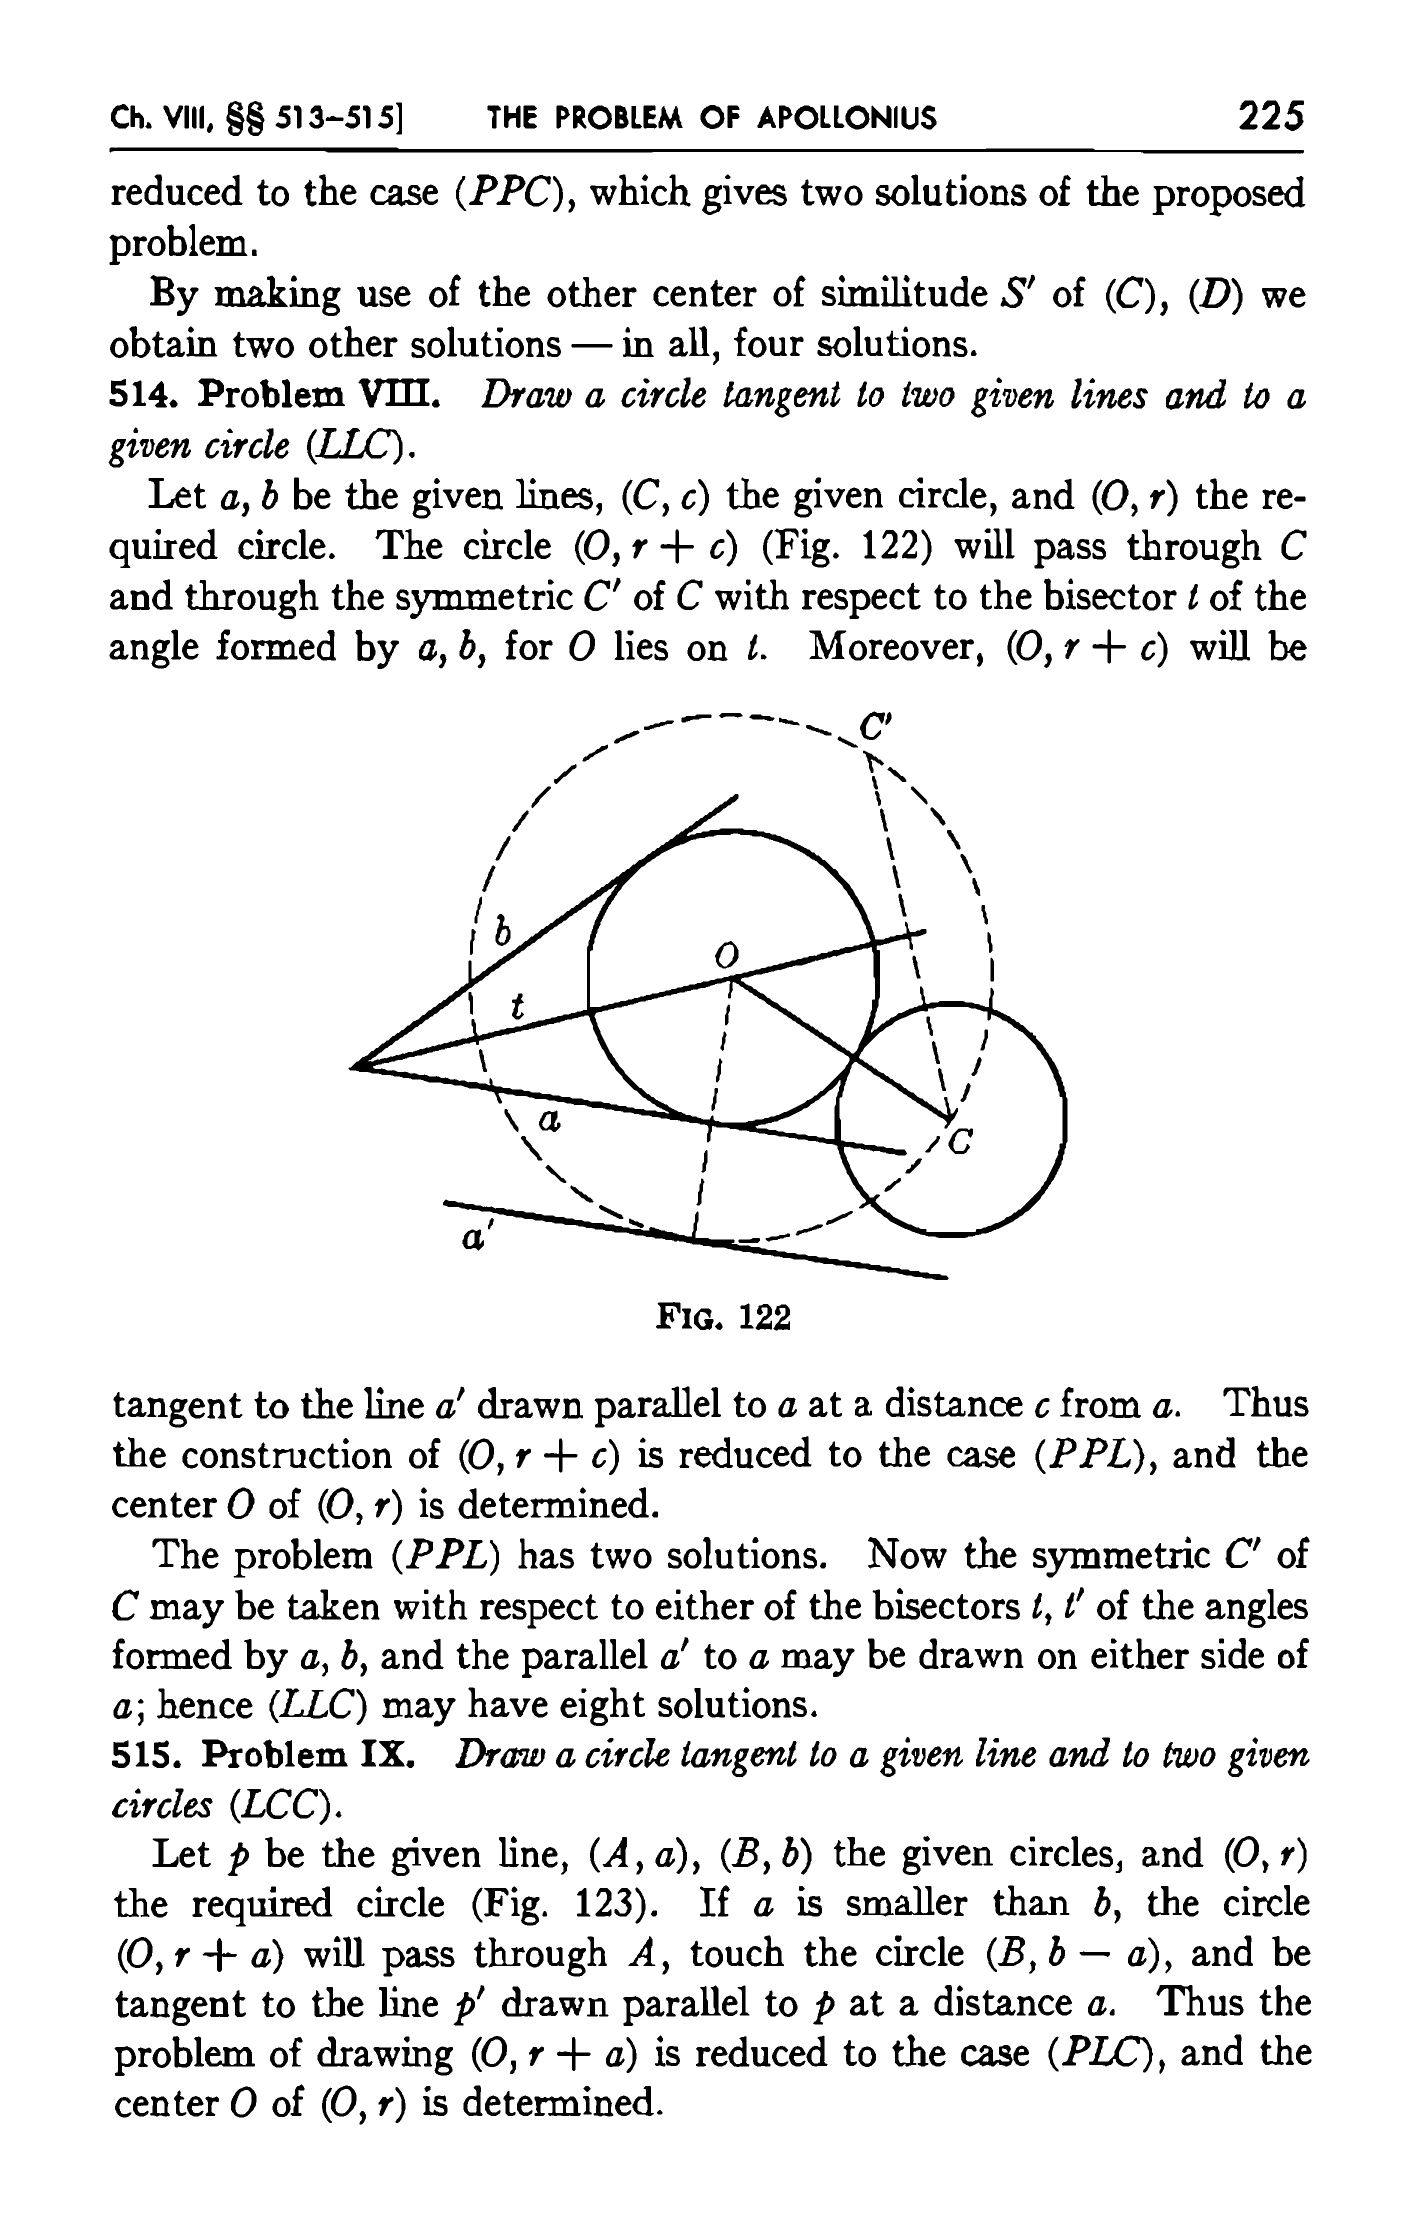 Ch. VIII, §§ 513–515] THE PROBLEM OF APOLLONIUS 225
reduced to the case (PPC), which gives two solutions of the proposed
problem.
By making use of the other center of similitude S′ of (C), (D) we
obtain two other solutions — in all, four solutions.
514. Problem VIII. Draw a circle tangent to two given lines and to a
given circle (LLC).
Let a, b be the given lines, (C, c) the given circle, and (O, r) the re-
quired circle. The circle (O, r + c) (Fig. 122) will pass through C
and through the symmetric C′ of C with respect to the bisector t of the
angle formed by a, b, for O lies on t. Moreover, (O, r + c) will be
C′
b
O
t
a
C
a′
FIG. 122
tangent to the line a′ drawn parallel to a at a distance c from a. Thus
the construction of (O, r + c) is reduced to the case (PPL), and the
center O of (O, r) is determined.
The problem (PPL) has two solutions. Now the symmetric C′ of
C may be taken with respect to either of the bisectors t, t′ of the angles
formed by a, b, and the parallel a′ to a may be drawn on either side of
a; hence (LLC) may have eight solutions.
515. Problem IX. Draw a circle tangent to a given line and to two given
circles (LCC).
Let p be the given line, (A, a), (B, b) the given circles, and (O, r)
the required circle (Fig. 123). If a is smaller than b, the circle
(O, r + a) will pass through A, touch the circle (B, b — a), and be
tangent to the line p′ drawn parallel to p at a distance a. Thus the
problem of drawing (O, r + a) is reduced to the case (PLC), and the
center O of (O, r) is determined.